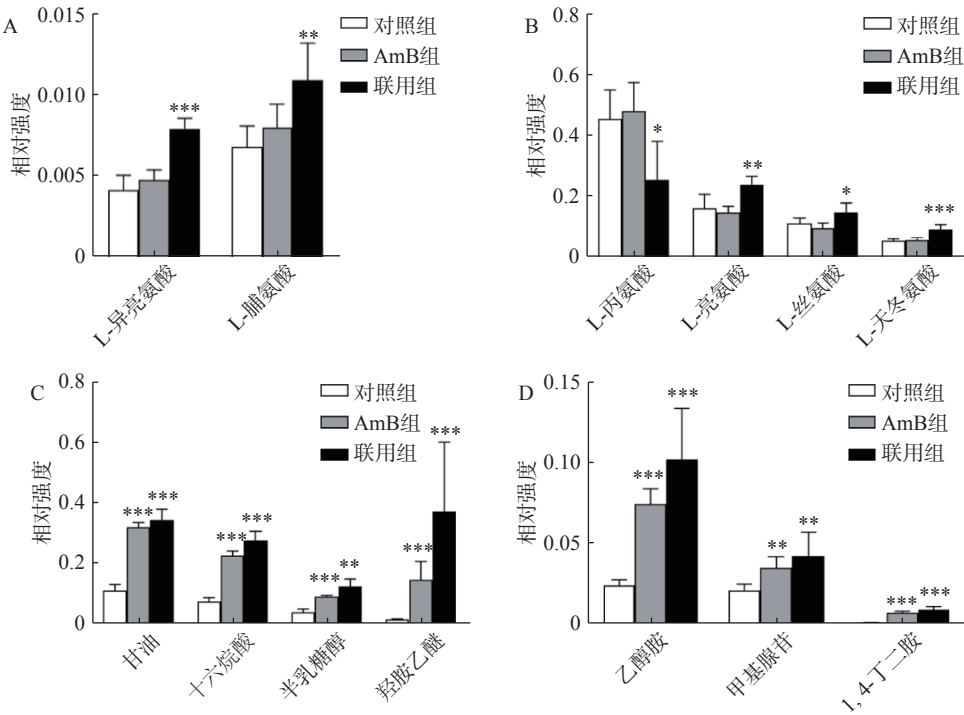 A
0.015
0.010
0.005
0
相对强度
对照组
AmB组
联用组
***
**
L-异亮氨酸
L-脯氨酸
B
0.8
0.6
0.4
0.2
0
相对强度
对照组
AmB组
联用组
*
**
*
***
L-丙氨酸
L-亮氨酸
L-丝氨酸
L-天冬氨酸
C
0.8
0.6
0.4
0.2
0
相对强度
对照组
AmB组
联用组
***
***
***
***
***
**
***
***
甘油
十六烷酸
半乳糖醇
羟胺乙醚
D
0.15
0.10
0.05
0
相对强度
对照组
AmB组
联用组
***
***
**
**
***
***
乙醇胺
甲基腺苷
1, 4-丁二胺